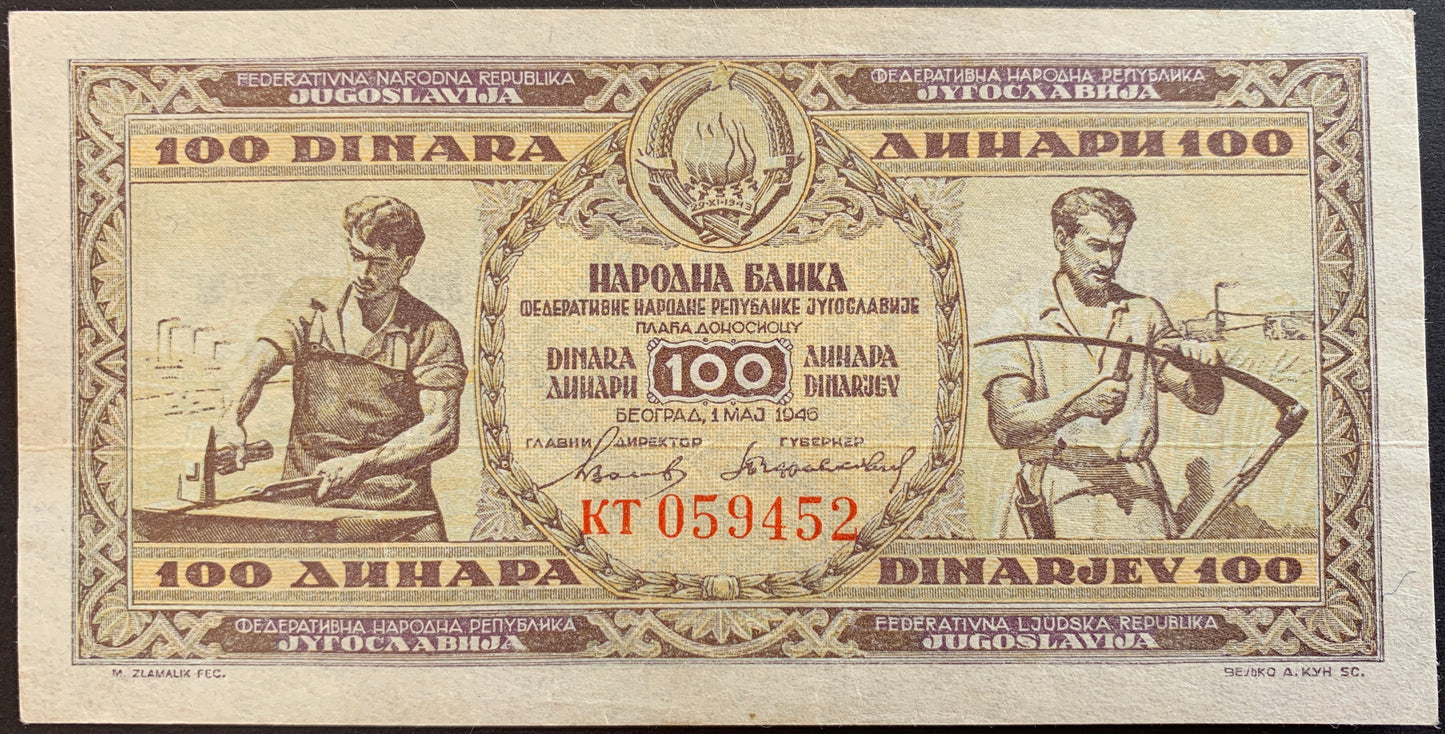 FEDERATIVNA NARODNA REPUBLIKA
JUGOSLAVIJA
ФЕДЕРАТИВНА НАРОДНА РЕПУБЛИКА
ЈУГОСЛАВИЈА
100 DINARA
ДИНАРИ 100
29·XI·1943
НАРОДНА БАНКА
ФЕДЕРАТИВНЕ НАРОДНЕ РЕПУБЛИКЕ ЈУГОСЛАВИЈЕ
ПЛАЋА ДОНОСИОЦУ
DINARA 100 ДИНАРА
ДИНАРИ DINARJEV
БЕОГРАД, 1 МАЈ 1946
ГЛАВНИ ДИРЕКТОР ГУВЕРНЕР
КТ 059452
100 ДИНАРА
DINARJEV 100
ФЕДЕРАТИВНА НАРОДНА РЕПУБЛИКА
ЈУГОСЛАВИЈА
FEDERATIVNA LJUDSKA REPUBLIKA
JUGOSLAVIJA
M. ZLAMALIK FEC.
ВЕЉКО А. КУН SC.